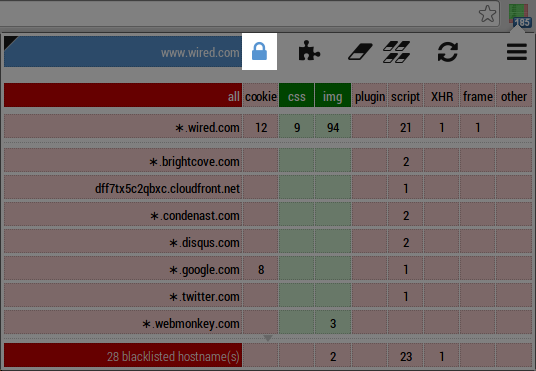 185
www.wired.com
all cookie css img plugin script XHR frame other
∗.wired.com 12 9 94 21 1 1
∗.brightcove.com 2
dff7tx5c2qbxc.cloudfront.net 1
∗.condenast.com 2
∗.disqus.com 2
∗.google.com 8 1
∗.twitter.com 1
∗.webmonkey.com 3
28 blacklisted hostname(s) 2 23 1